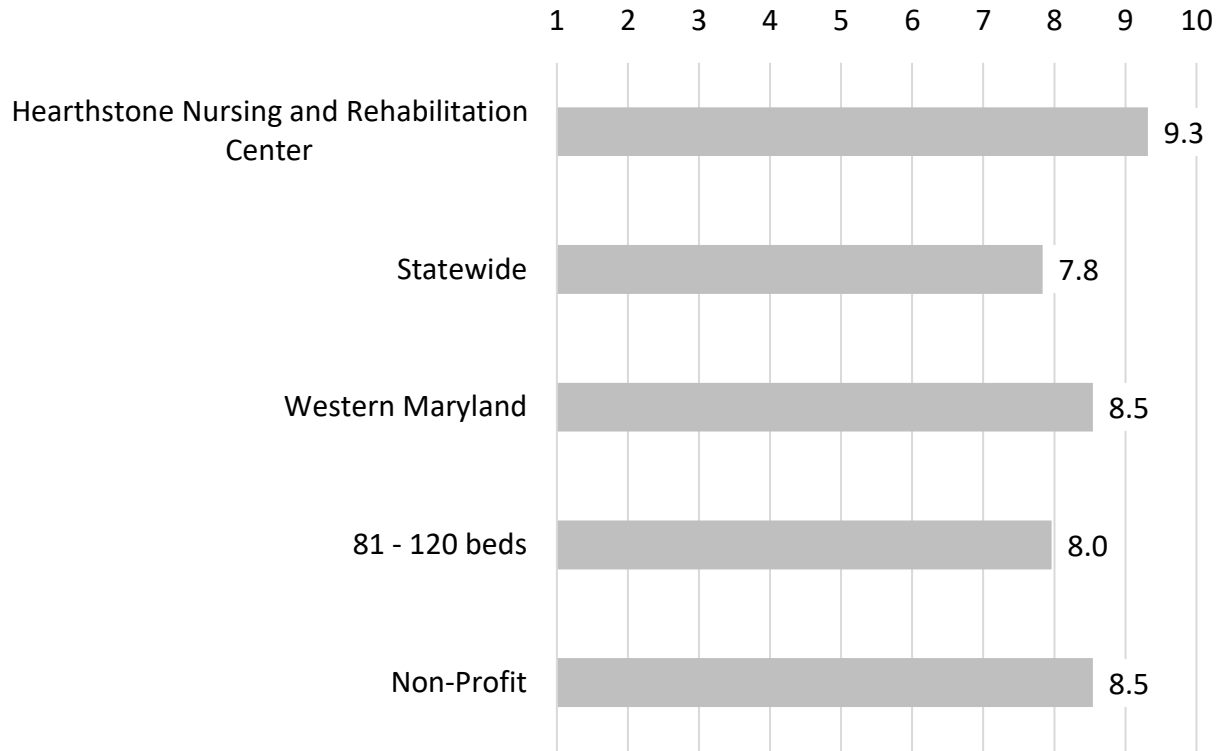 1 2 3 4 5 6 7 8 9 10
Hearthstone Nursing and Rehabilitation
Center
9.3
Statewide
7.8
Western Maryland
8.5
81 - 120 beds
8.0
Non-Profit
8.5